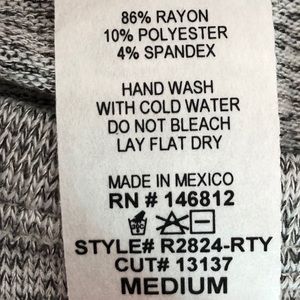 86% RAYON
10% POLYESTER
4% SPANDEX
HAND WASH
WITH COLD WATER
DO NOT BLEACH
LAY FLAT DRY
MADE IN MEXICO
RN # 146812
STYLE# R2824-RTY
CUT# 13137
MEDIUM